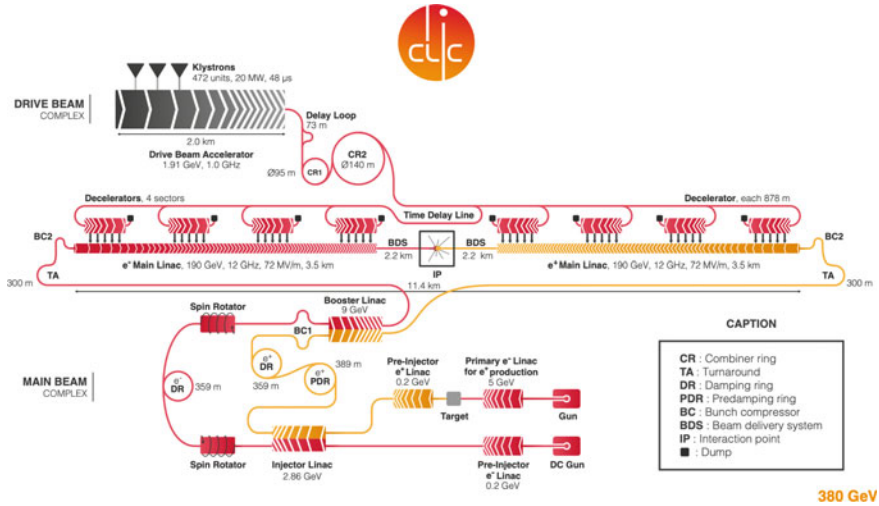 clic
Klystrons
472 units, 20 MW, 48 µs
DRIVE BEAM
COMPLEX
2.0 km
Drive Beam Accelerator
1.91 GeV, 1.0 GHz
Delay Loop
73 m
CR2
Ø140 m
Ø95 m
CR1
Decelerators, 4 sectors
Time Delay Line
Decelerator, each 878 m
BC2
BDS
2.2 km
BDS
2.2 km
BC2
e⁻ Main Linac, 190 GeV, 12 GHz, 72 MV/m, 3.5 km
IP
e⁺ Main Linac, 190 GeV, 12 GHz, 72 MV/m, 3.5 km
TA
300 m
TA
300 m
11.4 km
Spin Rotator
BC1
Booster Linac
9 GeV
MAIN BEAM
COMPLEX
e⁻
DR
359 m
e⁺
DR
359 m
e⁺
PDR
389 m
Pre-Injector
e⁺ Linac
0.2 GeV
Target
Primary e⁻ Linac
for e⁺ production
5 GeV
Gun
Spin Rotator
Injector Linac
2.86 GeV
Pre-Injector
e⁻ Linac
0.2 GeV
DC Gun
CAPTION
CR : Combiner ring
TA : Turnaround
DR : Damping ring
PDR : Predamping ring
BC : Bunch compressor
BDS : Beam delivery system
IP : Interaction point
: Dump
380 GeV